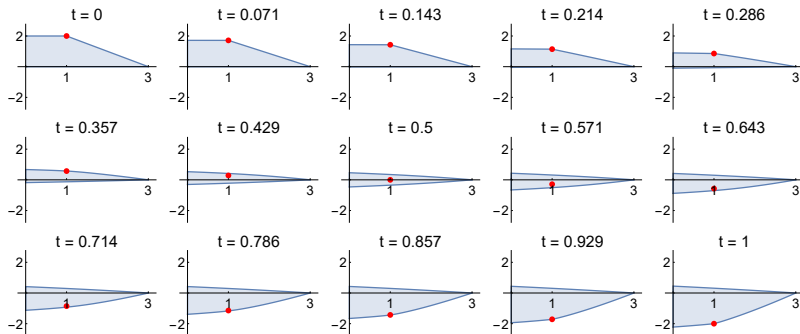 t = 0 t = 0.071 t = 0.143 t = 0.214 t = 0.286
2 2 2 2 2
1 3 1 3 1 3 1 3 1 3
−2 −2 −2 −2 −2
t = 0.357 t = 0.429 t = 0.5 t = 0.571 t = 0.643
2 2 2 2 2
1 3 1 3 1 3 1 3 1 3
−2 −2 −2 −2 −2
t = 0.714 t = 0.786 t = 0.857 t = 0.929 t = 1
2 2 2 2 2
1 3 1 3 1 3 1 3 1 3
−2 −2 −2 −2 −2